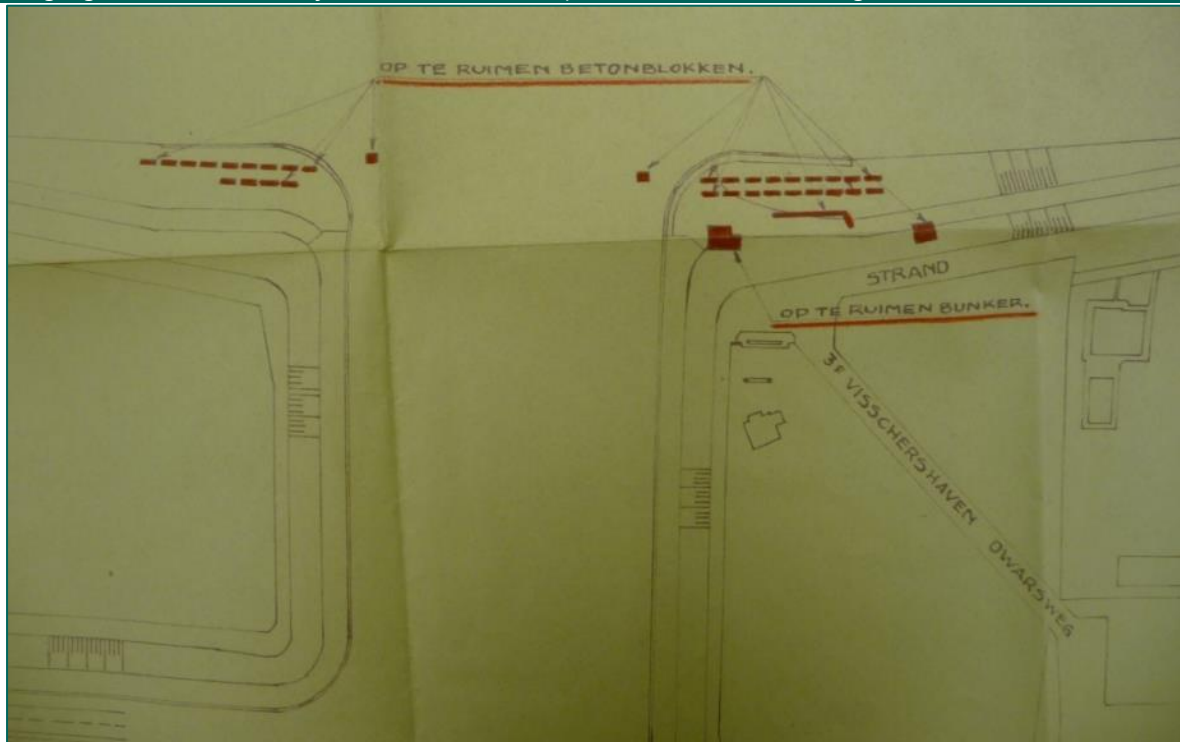 OP TE RUIMEN BETONBLOKKEN.
STRAND
OP TE RUIMEN BUNKER.
3E VISSCHERSHAVEN DWARSWEG